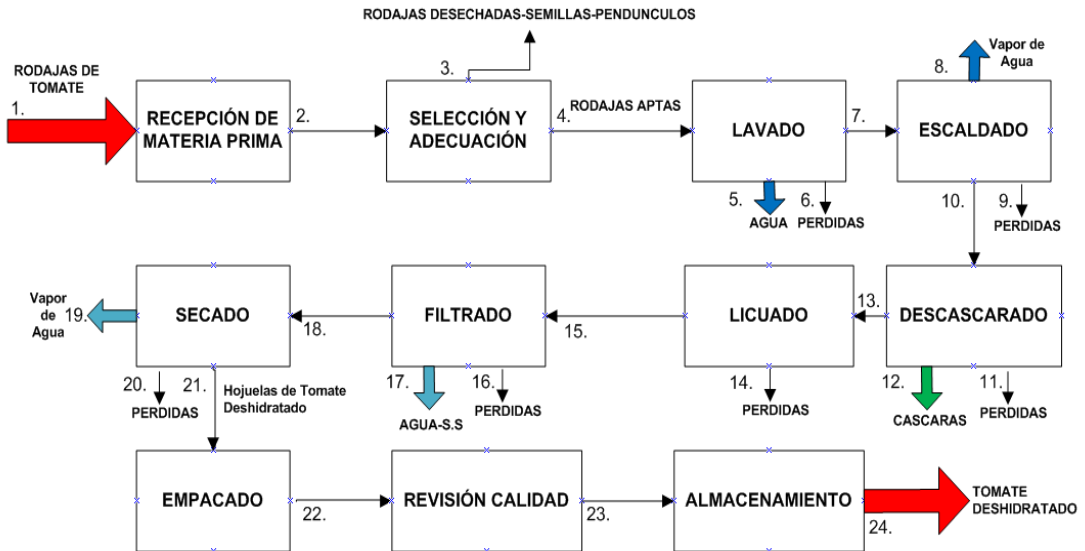 RODAJAS DESECHADAS-SEMILLAS-PENDUNCULOS
RODAJAS DE
TOMATE
1.
RECEPCIÓN DE
MATERIA PRIMA
2.
3.
SELECCIÓN Y
ADECUACIÓN
4.
RODAJAS APTAS
LAVADO
5.
AGUA
6.
PERDIDAS
7.
8.
Vapor de
Agua
ESCALDADO
10.
9.
PERDIDAS
Vapor
de
Agua
19.
SECADO
18.
FILTRADO
15.
LICUADO
13.
DESCASCARADO
20.
PERDIDAS
21.
Hojuelas de Tomate
Deshidratado
17.
AGUA-S.S
16.
PERDIDAS
14.
PERDIDAS
12.
CASCARAS
11.
PERDIDAS
EMPACADO
22.
REVISIÓN CALIDAD
23.
ALMACENAMIENTO
24.
TOMATE
DESHIDRATADO